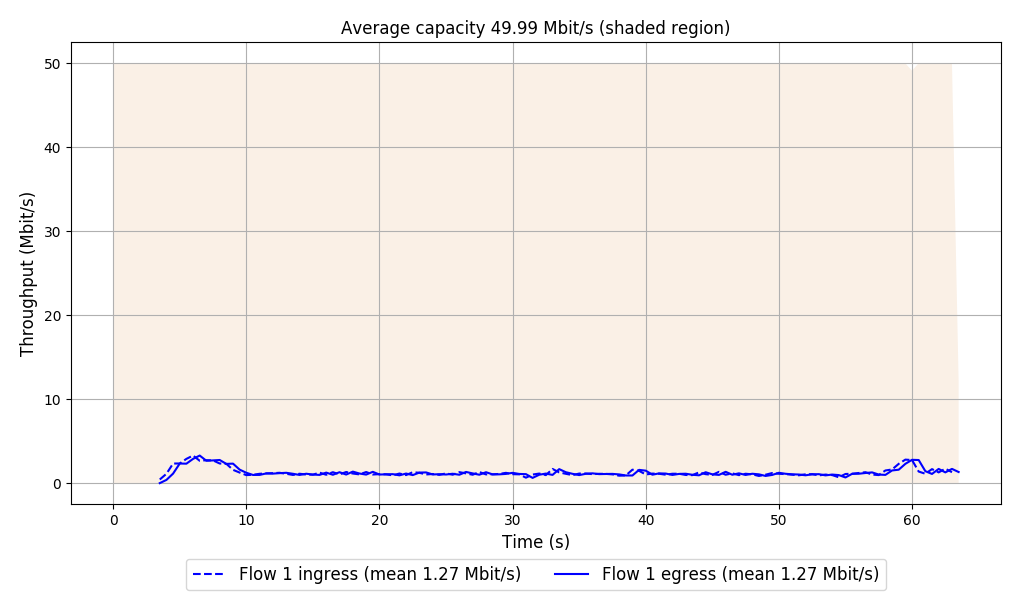 Average capacity 49.99 Mbit/s (shaded region)
Throughput (Mbit/s)
50
40
30
20
10
0
0 10 20 30 40 50 60
Time (s)
Flow 1 ingress (mean 1.27 Mbit/s) Flow 1 egress (mean 1.27 Mbit/s)